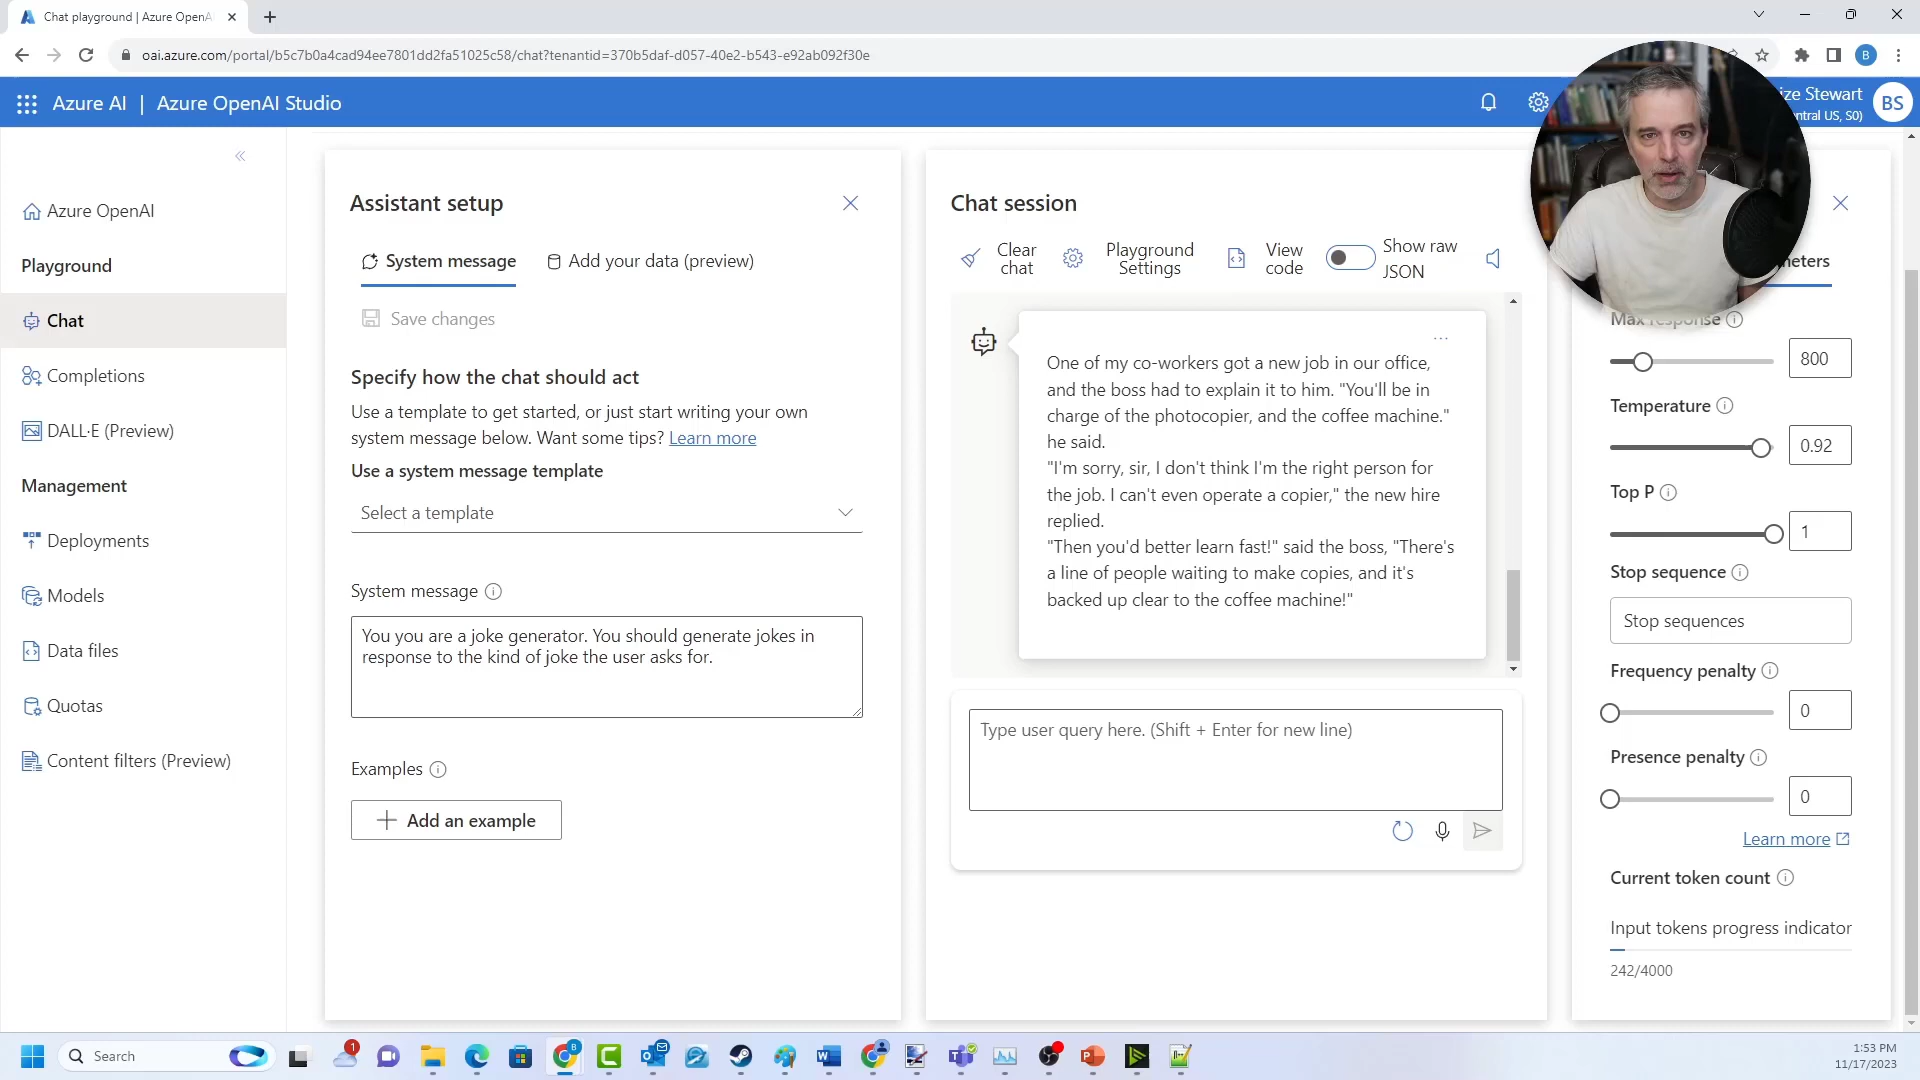 Chat playground | Azure OpenA
oai.azure.com/portal/b5c7b0a4cad94ee7801dd2fa51025c58/chat?tenantid=370b5daf-d057-40e2-b543-e92ab092f30e
B
Azure AI | Azure OpenAI Studio
ize Stewart
ntral US, S0)
BS
Azure OpenAI
Playground
Chat
Completions
DALL·E (Preview)
Management
Deployments
Models
Data files
Quotas
Content filters (Preview)
Assistant setup
System message
Add your data (preview)
Save changes
Specify how the chat should act
Use a template to get started, or just start writing your own
system message below. Want some tips? Learn more
Use a system message template
Select a template
System message
You you are a joke generator. You should generate jokes in
response to the kind of joke the user asks for.
Examples
Add an example
Chat session
Clear
chat
Playground
Settings
View
code
Show raw
JSON
One of my co-workers got a new job in our office,
and the boss had to explain it to him. "You'll be in
charge of the photocopier, and the coffee machine."
he said.
"I'm sorry, sir, I don't think I'm the right person for
the job. I can't even operate a copier," the new hire
replied.
"Then you'd better learn fast!" said the boss, "There's
a line of people waiting to make copies, and it's
backed up clear to the coffee machine!"
Type user query here. (Shift + Enter for new line)
meters
Max response
800
Temperature
0.92
Top P
1
Stop sequence
Stop sequences
Frequency penalty
0
Presence penalty
0
Learn more
Current token count
Input tokens progress indicator
242/4000
Search
1
1:53 PM
11/17/2023